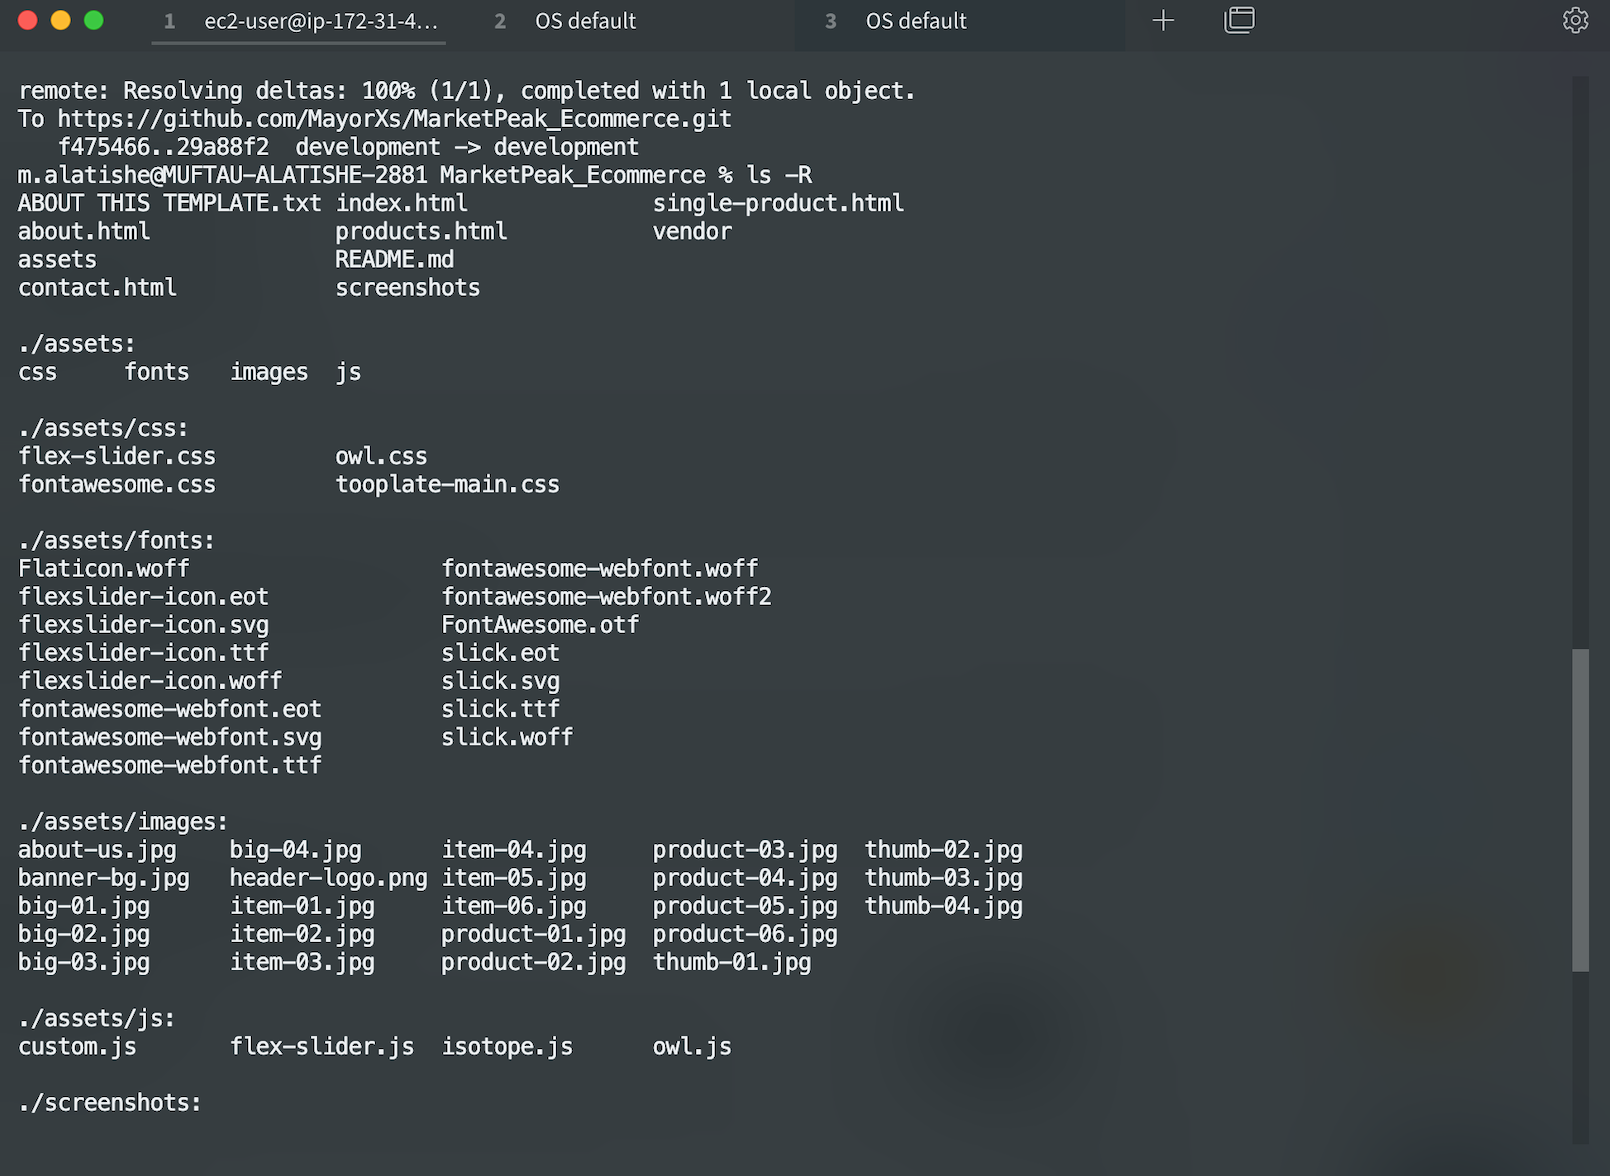 1 ec2-user@ip-172-31-4... 2 OS default 3 OS default
remote: Resolving deltas: 100% (1/1), completed with 1 local object.
To https://github.com/MayorXs/MarketPeak_Ecommerce.git
   f475466..29a88f2  development -> development
m.alatishe@MUFTAU-ALATISHE-2881 MarketPeak_Ecommerce % ls -R
ABOUT THIS TEMPLATE.txt index.html              single-product.html
about.html              products.html           vendor
assets                  README.md
contact.html            screenshots

./assets:
css     fonts   images  js

./assets/css:
flex-slider.css         owl.css
fontawesome.css         tooplate-main.css

./assets/fonts:
Flaticon.woff                   fontawesome-webfont.woff
flexslider-icon.eot             fontawesome-webfont.woff2
flexslider-icon.svg             FontAwesome.otf
flexslider-icon.ttf             slick.eot
flexslider-icon.woff            slick.svg
fontawesome-webfont.eot         slick.ttf
fontawesome-webfont.svg         slick.woff
fontawesome-webfont.ttf

./assets/images:
about-us.jpg    big-04.jpg      item-04.jpg     product-03.jpg  thumb-02.jpg
banner-bg.jpg   header-logo.png item-05.jpg     product-04.jpg  thumb-03.jpg
big-01.jpg      item-01.jpg     item-06.jpg     product-05.jpg  thumb-04.jpg
big-02.jpg      item-02.jpg     product-01.jpg  product-06.jpg
big-03.jpg      item-03.jpg     product-02.jpg  thumb-01.jpg

./assets/js:
custom.js       flex-slider.js  isotope.js      owl.js

./screenshots: